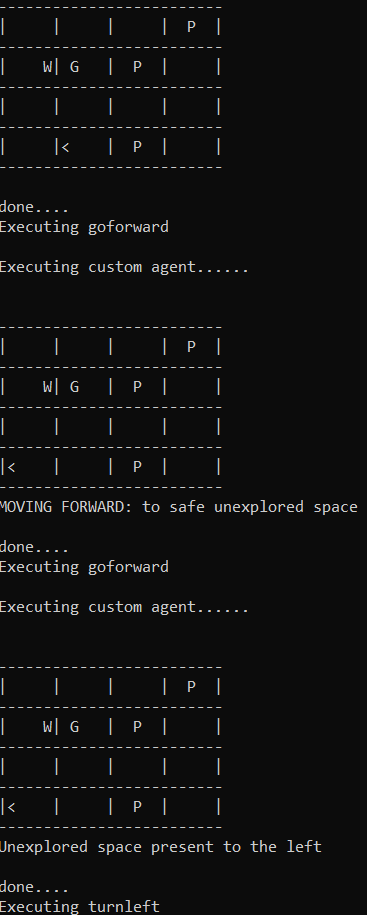 -------------------------
|     |     |     |  P  |
-------------------------
|    W| G   |  P  |     |
-------------------------
|     |     |     |     |
-------------------------
|     |<    |  P  |     |
-------------------------
done....
Executing goforward
Executing custom agent......
-------------------------
|     |     |     |  P  |
-------------------------
|    W| G   |  P  |     |
-------------------------
|     |     |     |     |
-------------------------
|<    |     |  P  |     |
-------------------------
MOVING FORWARD: to safe unexplored space
done....
Executing goforward
Executing custom agent......
-------------------------
|     |     |     |  P  |
-------------------------
|    W| G   |  P  |     |
-------------------------
|     |     |     |     |
-------------------------
|<    |     |  P  |     |
-------------------------
Unexplored space present to the left
done....
Executing turnleft